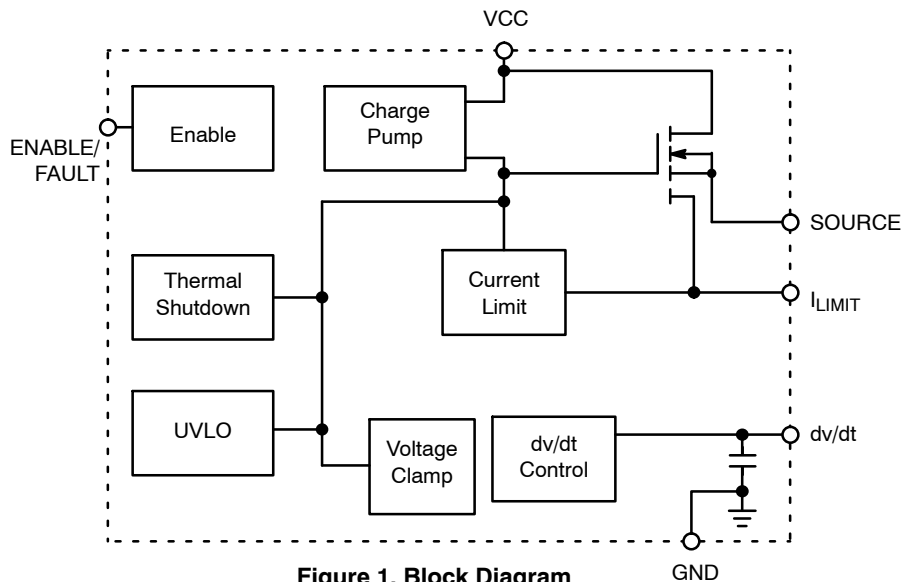 VCC
Enable
Charge
Pump
ENABLE/
FAULT
SOURCE
Thermal
Shutdown
Current
Limit
ILIMIT
UVLO
Voltage
Clamp
dv/dt
Control
dv/dt
GND
Figure 1. Block Diagram